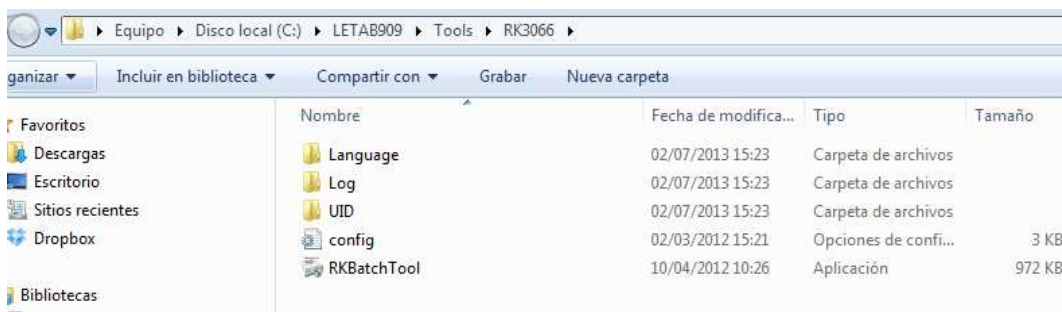 Equipo ▸ Disco local (C:) ▸ LETAB909 ▸ Tools ▸ RK3066 ▸
ganizar ▾ Incluir en biblioteca ▾ Compartir con ▾ Grabar Nueva carpeta
Favoritos
Descargas
Escritorio
Sitios recientes
Dropbox
Bibliotecas
Nombre Fecha de modifica... Tipo Tamaño
Language 02/07/2013 15:23 Carpeta de archivos
Log 02/07/2013 15:23 Carpeta de archivos
UID 02/07/2013 15:23 Carpeta de archivos
config 02/03/2012 15:21 Opciones de confi... 3 KB
RKBatchTool 10/04/2012 10:26 Aplicación 972 KB